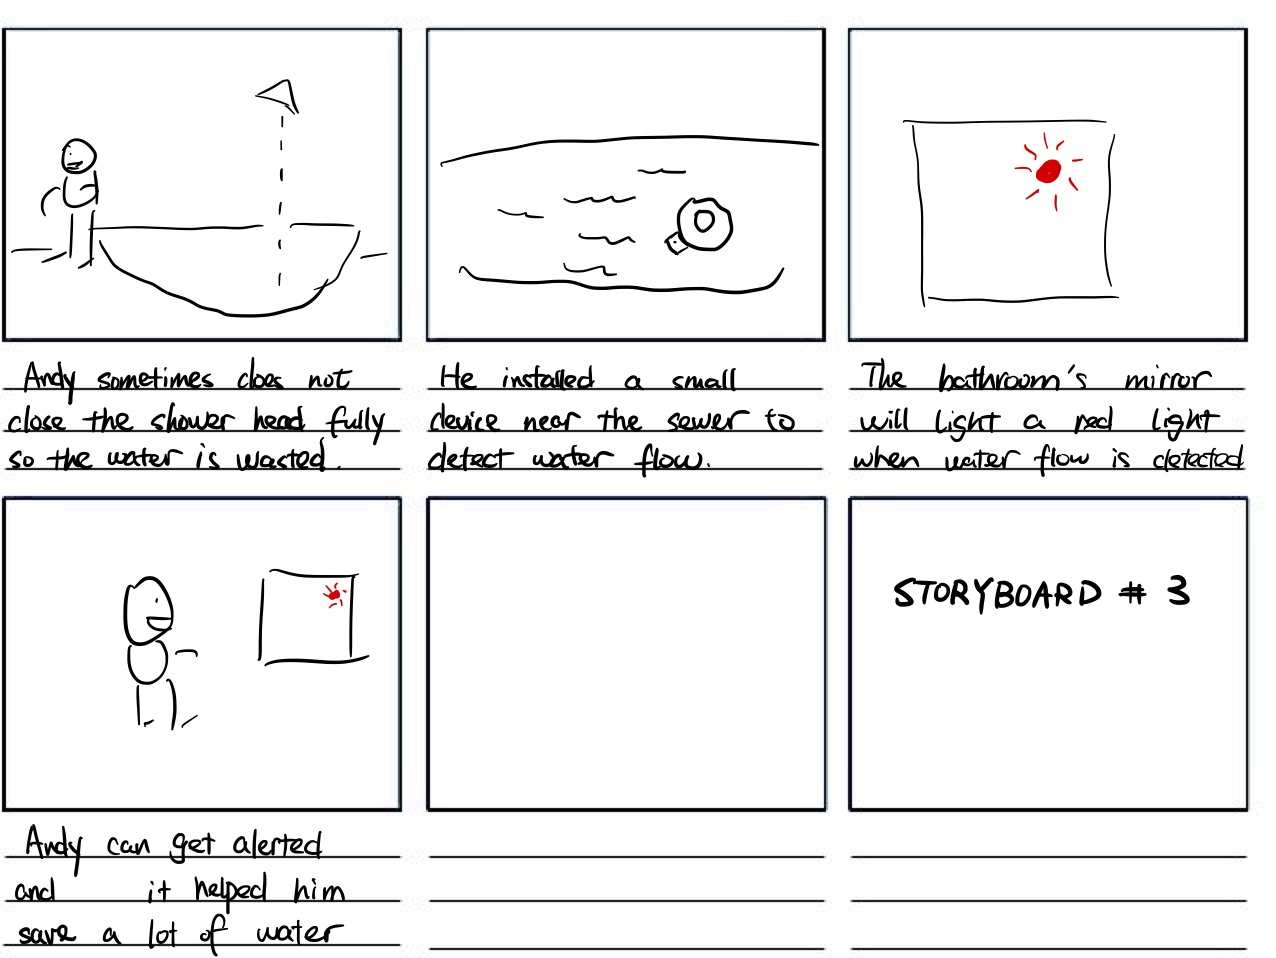 Andy sometimes does not
close the shower head fully
so the water is wasted.
He installed a small
device near the sewer to
detect water flow.
The bathroom's mirror
will light a red light
when water flow is detected
STORYBOARD # 3
Andy can get alerted
and it helped him
save a lot of water